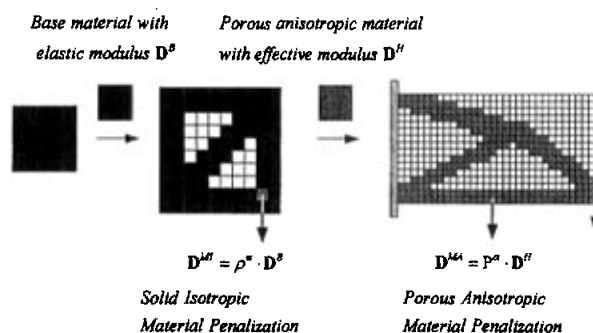 Base material with
elastic modulus D^B
Porous anisotropic material
with effective modulus D^H
D^MI = ρ^α · D^B
D^MA = P^α · D^H
Solid Isotropic
Material Penalization
Porous Anisotropic
Material Penalization